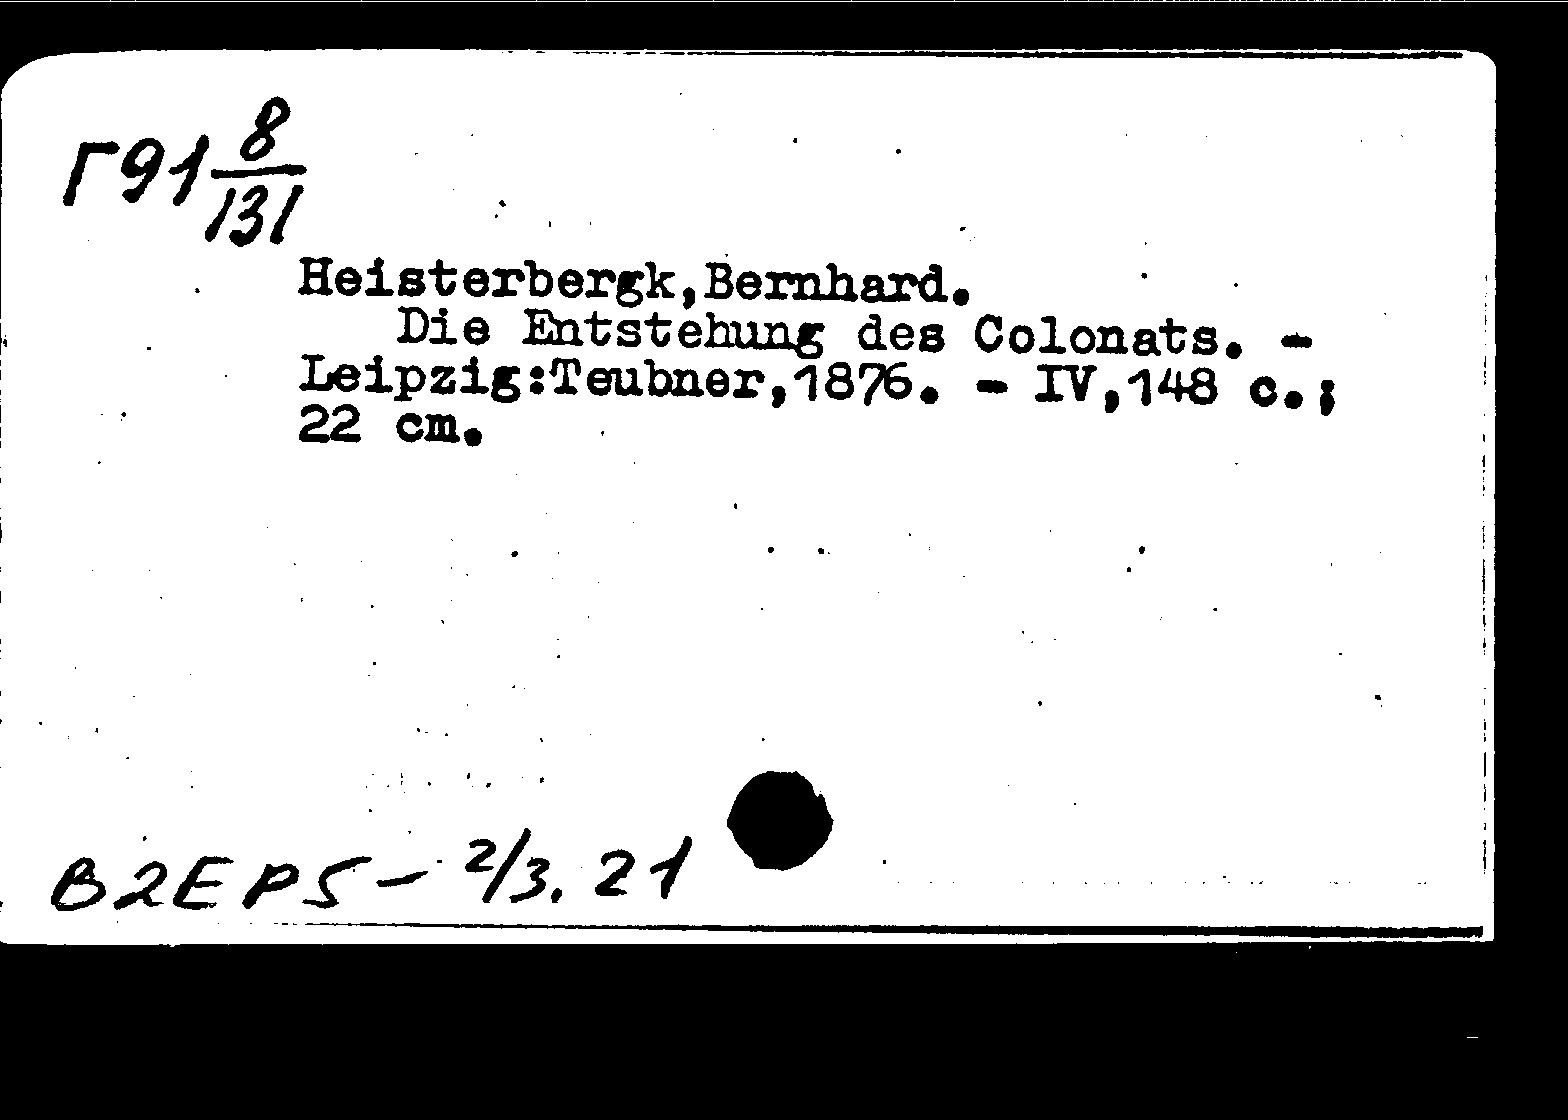 Г91 8/131
Heisterbergk,Bernhard.
Die Entstehung des Colonats. -
Leipzig:Teubner,1876. - IV,148 с.;
22 cm.
В2ЕР5- 2/3.21